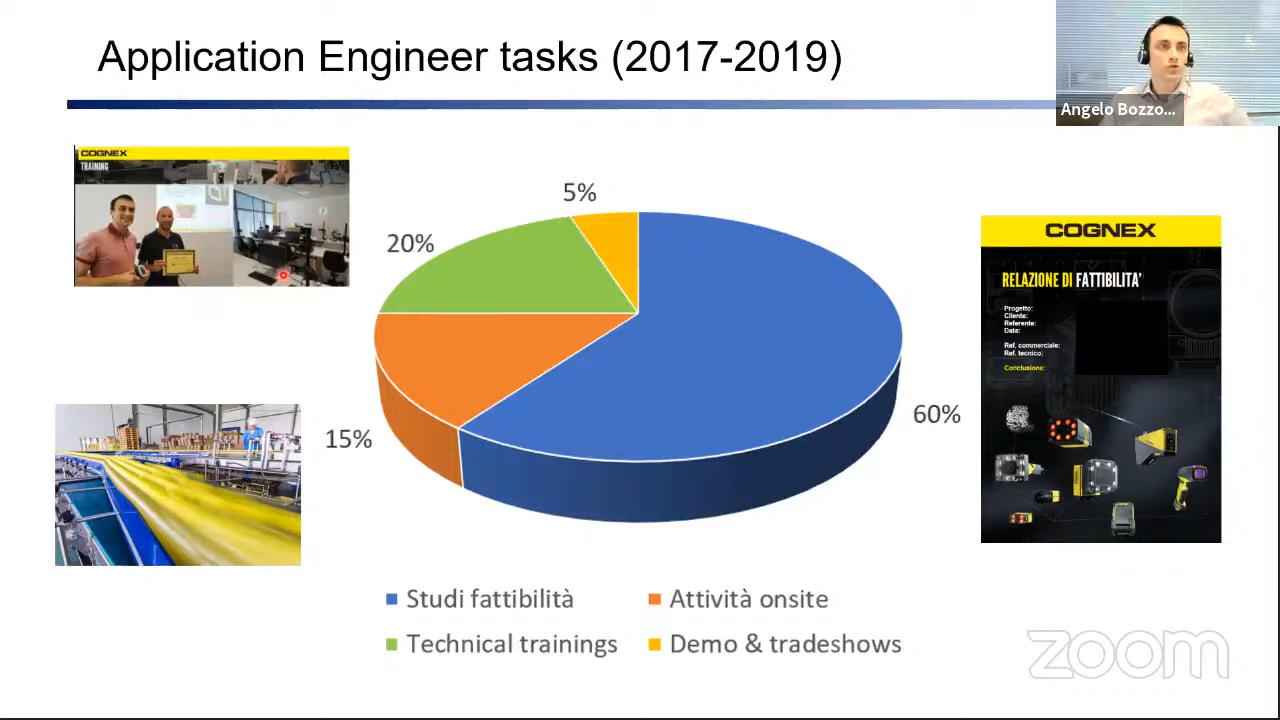 Application Engineer tasks (2017-2019)
Angelo Bozzo...
COGNEX
TRAINING
5%
20%
15%
60%
COGNEX
RELAZIONE DI FATTIBILITA'
Progetto:
Cliente:
Referente:
Data:
Ref. commerciale:
Ref. tecnico:
Conclusione:
Studi fattibilità
Attività onsite
Technical trainings
Demo & tradeshows
zoom